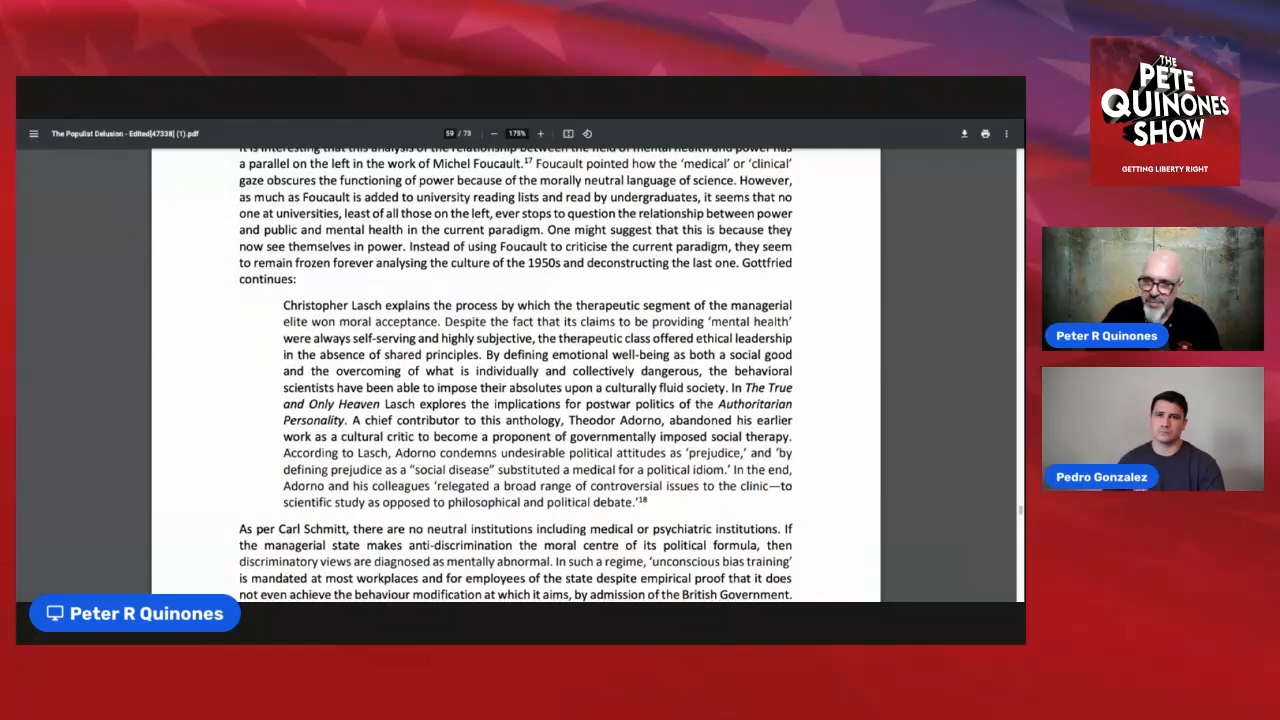 The Populist Delusion - Edited[47338] (1).pdf
59 / 73
175%
it is interesting that this analysis of the relationship between the field of mental health and power has
a parallel on the left in the work of Michel Foucault.17 Foucault pointed how the ‘medical’ or ‘clinical’
gaze obscures the functioning of power because of the morally neutral language of science. However,
as much as Foucault is added to university reading lists and read by undergraduates, it seems that no
one at universities, least of all those on the left, ever stops to question the relationship between power
and public and mental health in the current paradigm. One might suggest that this is because they
now see themselves in power. Instead of using Foucault to criticise the current paradigm, they seem
to remain frozen forever analysing the culture of the 1950s and deconstructing the last one. Gottfried
continues:
Christopher Lasch explains the process by which the therapeutic segment of the managerial
elite won moral acceptance. Despite the fact that its claims to be providing ‘mental health’
were always self-serving and highly subjective, the therapeutic class offered ethical leadership
in the absence of shared principles. By defining emotional well-being as both a social good
and the overcoming of what is individually and collectively dangerous, the behavioral
scientists have been able to impose their absolutes upon a culturally fluid society. In The True
and Only Heaven Lasch explores the implications for postwar politics of the Authoritarian
Personality. A chief contributor to this anthology, Theodor Adorno, abandoned his earlier
work as a cultural critic to become a proponent of governmentally imposed social therapy.
According to Lasch, Adorno condemns undesirable political attitudes as ‘prejudice,’ and ‘by
defining prejudice as a “social disease” substituted a medical for a political idiom.’ In the end,
Adorno and his colleagues ‘relegated a broad range of controversial issues to the clinic—to
scientific study as opposed to philosophical and political debate.’18
As per Carl Schmitt, there are no neutral institutions including medical or psychiatric institutions. If
the managerial state makes anti-discrimination the moral centre of its political formula, then
discriminatory views are diagnosed as mentally abnormal. In such a regime, ‘unconscious bias training’
is mandated at most workplaces and for employees of the state despite empirical proof that it does
not even achieve the behaviour modification at which it aims, by admission of the British Government.
Peter R Quinones
THE
PETE
QUINONES
SHOW
GETTING LIBERTY RIGHT
Peter R Quinones
Pedro Gonzalez